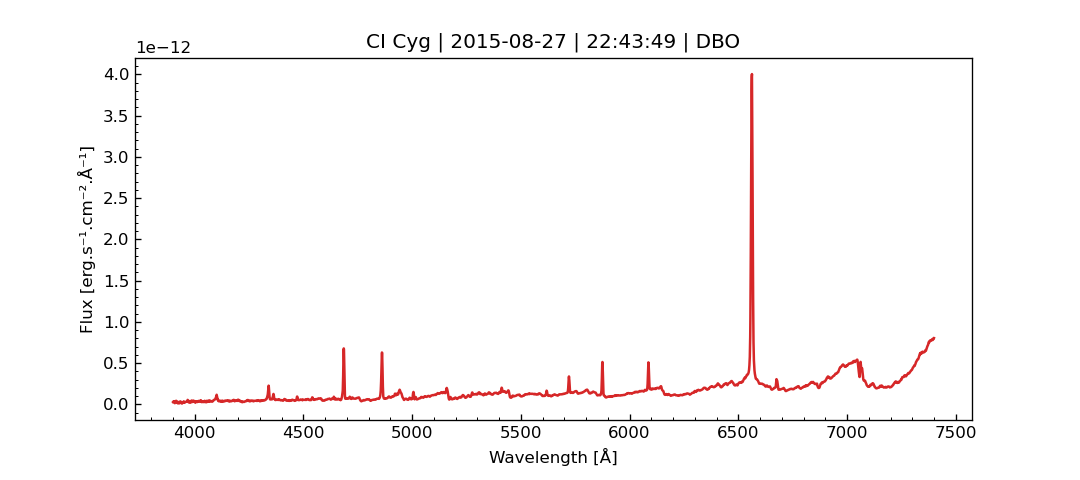 CI Cyg | 2015-08-27 | 22:43:49 | DBO
1e−12
4.0
3.5
3.0
2.5
2.0
1.5
1.0
0.5
0.0
Flux [erg.s⁻¹.cm⁻².Å⁻¹]
4000 4500 5000 5500 6000 6500 7000 7500
Wavelength [Å]